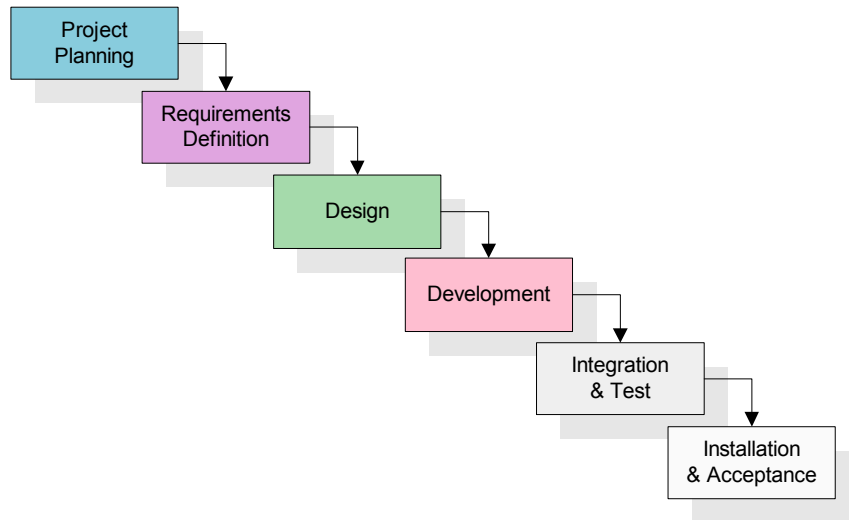 Project
Planning
Requirements
Definition
Design
Development
Integration
& Test
Installation
& Acceptance